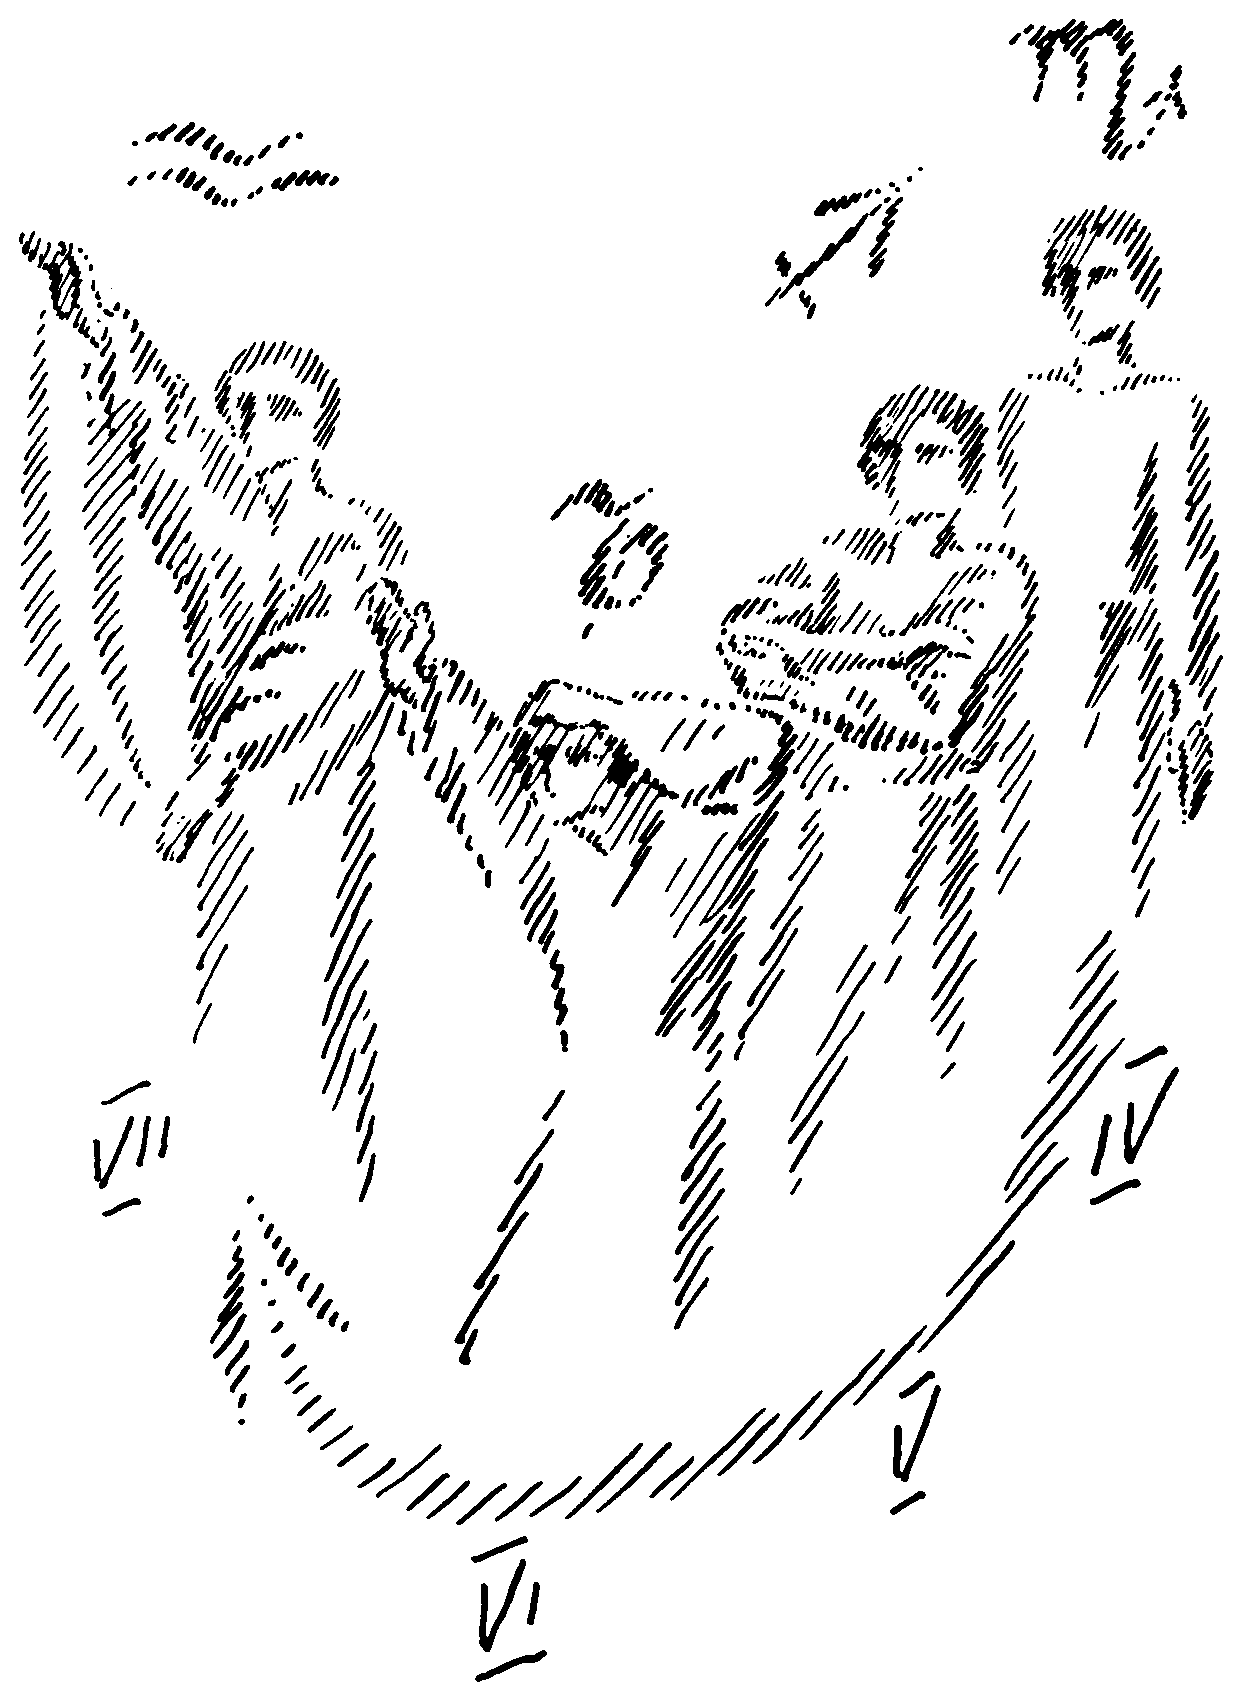 ♒ ♐ ♏
♑
VII IV
V
VI